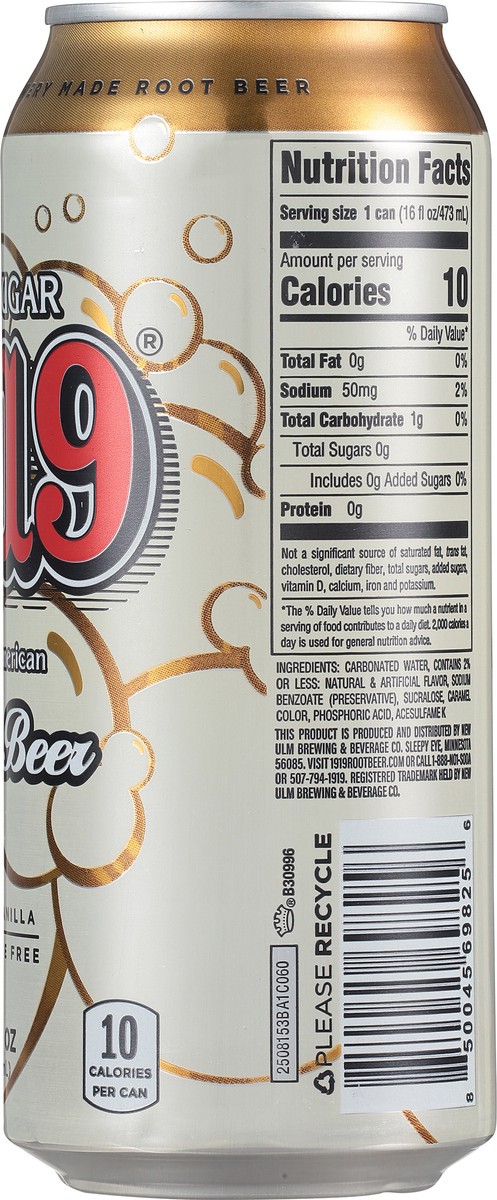 ERY MADE ROOT BEER
UGAR
19®
merican
Beer
ANILLA
E FREE
OZ
L)
10
CALORIES
PER CAN
Nutrition Facts
Serving size 1 can (16 fl oz/473 mL)
Amount per serving
Calories 10
% Daily Value*
Total Fat 0g 0%
Sodium 50mg 2%
Total Carbohydrate 1g 0%
Total Sugars 0g
Includes 0g Added Sugars 0%
Protein 0g
Not a significant source of saturated fat, trans fat,
cholesterol, dietary fiber, total sugars, added sugars,
vitamin D, calcium, iron and potassium.
*The % Daily Value tells you how much a nutrient in a
serving of food contributes to a daily diet. 2,000 calories a
day is used for general nutrition advice.
INGREDIENTS: CARBONATED WATER, CONTAINS 2%
OR LESS: NATURAL & ARTIFICIAL FLAVOR, SODIUM
BENZOATE (PRESERVATIVE), SUCRALOSE, CARAMEL
COLOR, PHOSPHORIC ACID, ACESULFAME K
THIS PRODUCT IS PRODUCED AND DISTRIBUTED BY NEW
ULM BREWING & BEVERAGE CO. SLEEPY EYE, MINNESOTA
56085. VISIT 1919ROOTBEER.COM OR CALL 1-888-NO1-SODA
OR 507-794-1919. REGISTERED TRADEMARK HELD BY NEW
ULM BREWING & BEVERAGE CO.
2508153BA1C060
® B30996
PLEASE RECYCLE
8 50045 69825 6